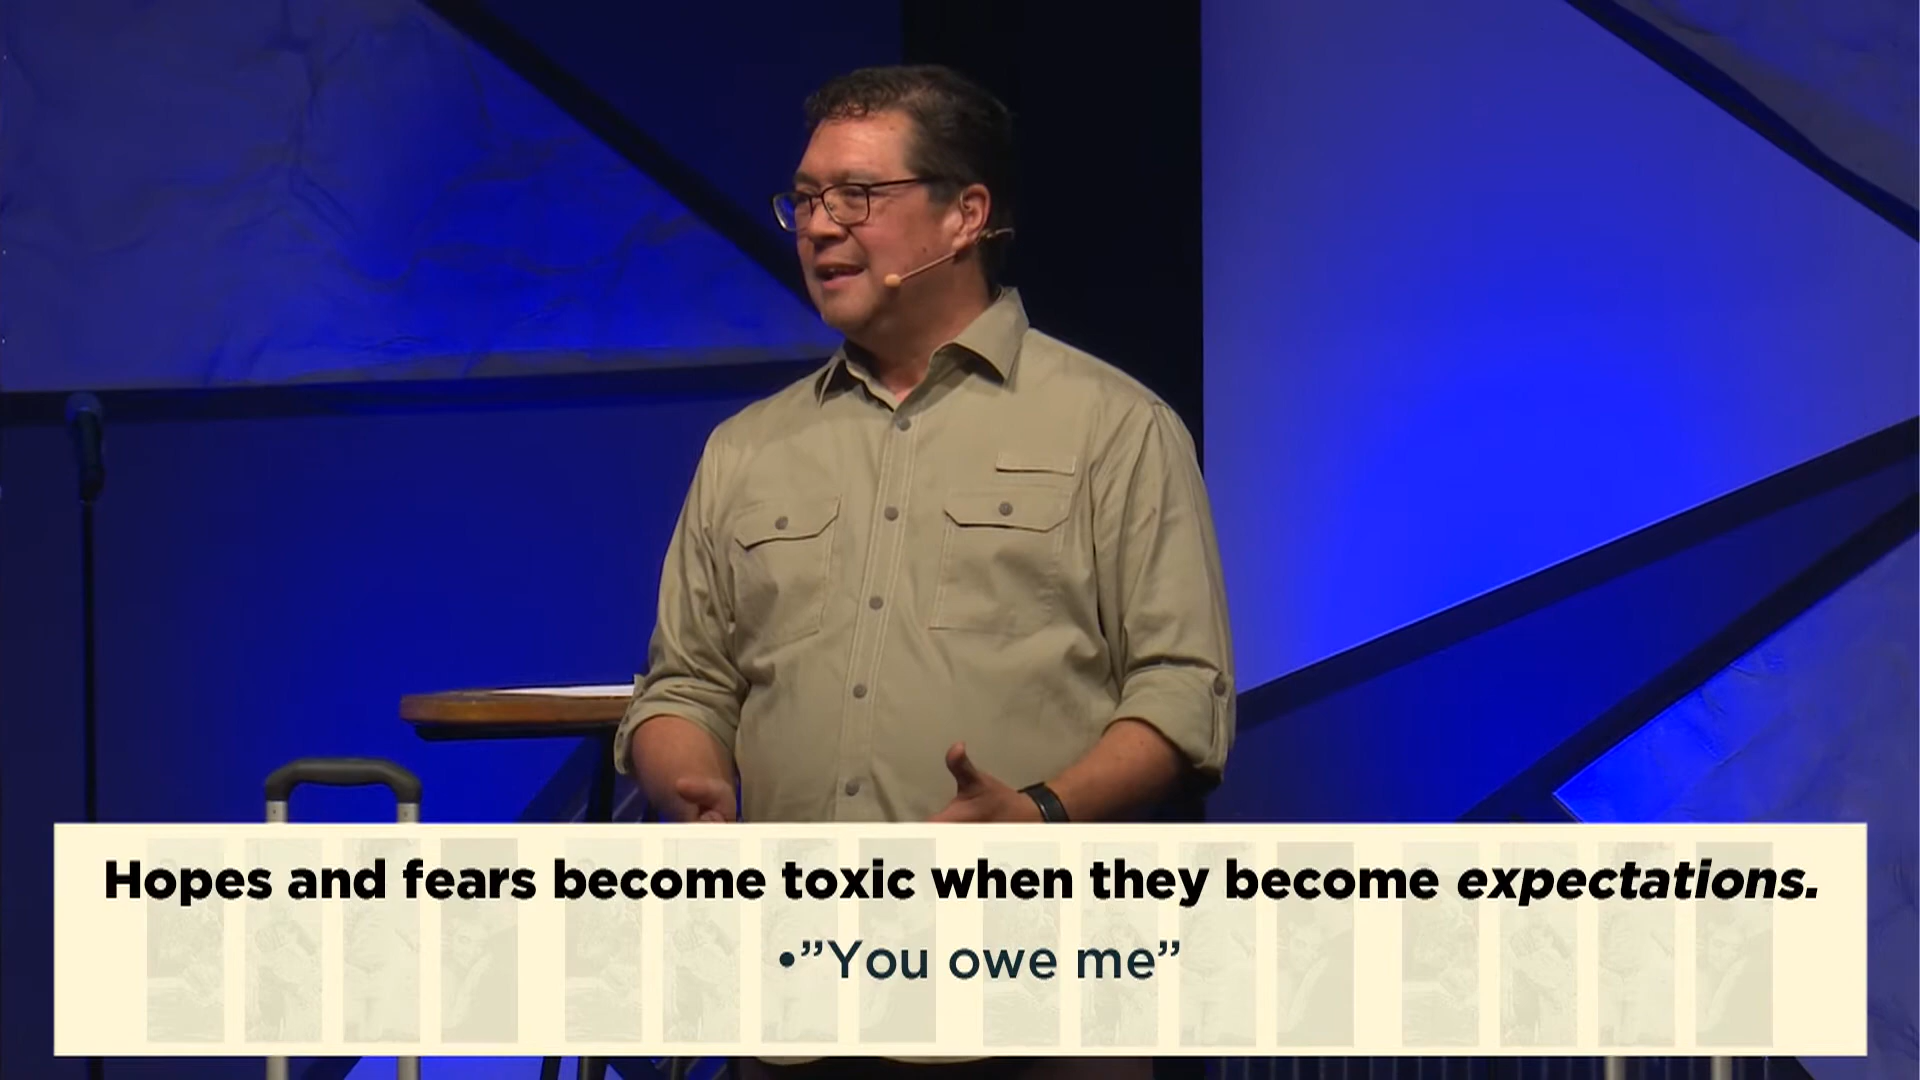 Hopes and fears become toxic when they become expectations.
•”You owe me”